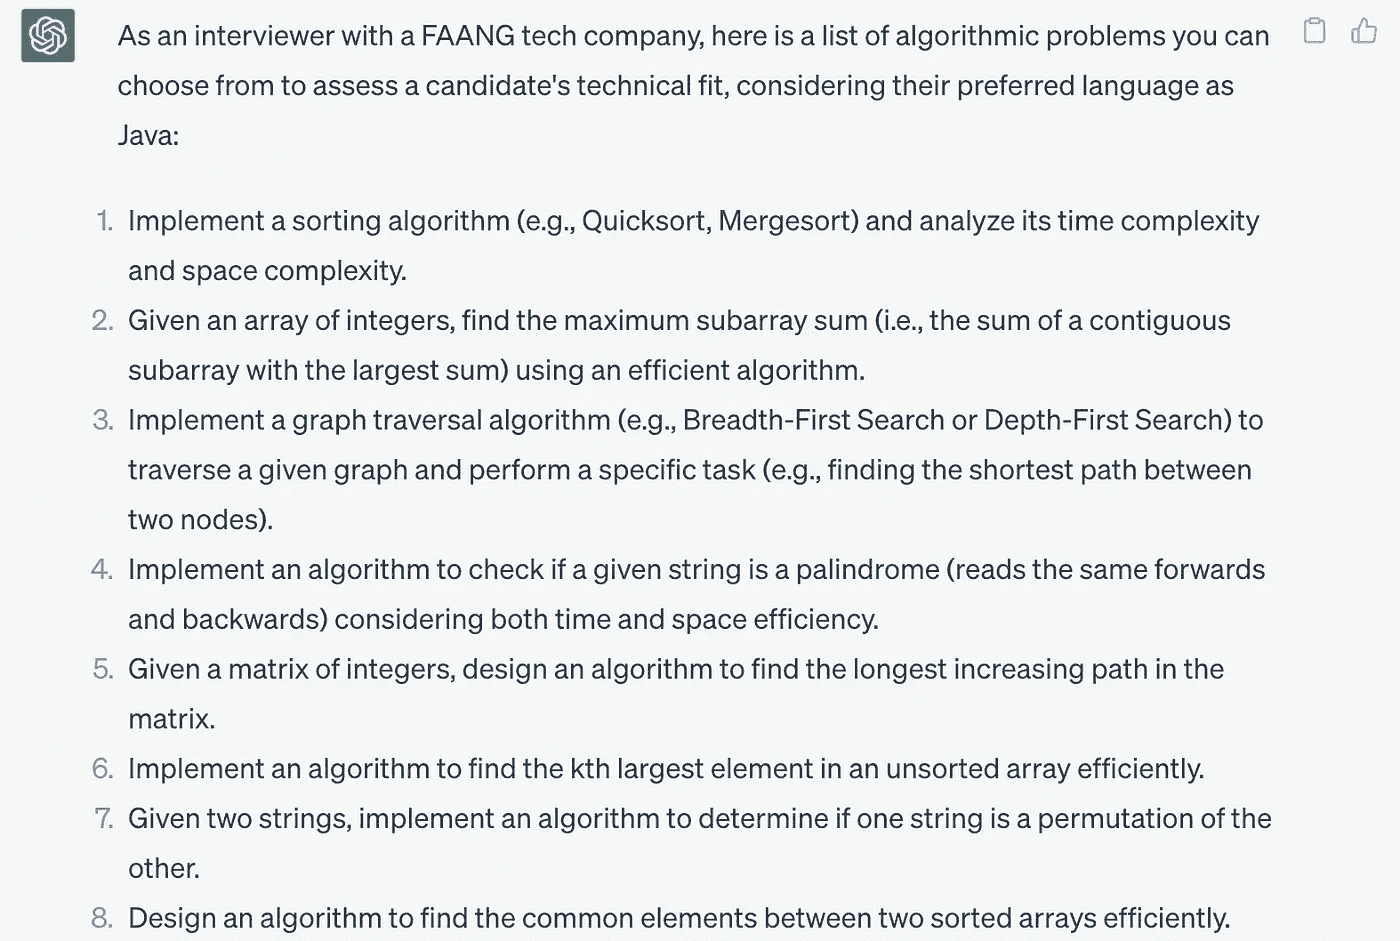 As an interviewer with a FAANG tech company, here is a list of algorithmic problems you can
choose from to assess a candidate's technical fit, considering their preferred language as
Java:
1. Implement a sorting algorithm (e.g., Quicksort, Mergesort) and analyze its time complexity
and space complexity.
2. Given an array of integers, find the maximum subarray sum (i.e., the sum of a contiguous
subarray with the largest sum) using an efficient algorithm.
3. Implement a graph traversal algorithm (e.g., Breadth-First Search or Depth-First Search) to
traverse a given graph and perform a specific task (e.g., finding the shortest path between
two nodes).
4. Implement an algorithm to check if a given string is a palindrome (reads the same forwards
and backwards) considering both time and space efficiency.
5. Given a matrix of integers, design an algorithm to find the longest increasing path in the
matrix.
6. Implement an algorithm to find the kth largest element in an unsorted array efficiently.
7. Given two strings, implement an algorithm to determine if one string is a permutation of the
other.
8. Design an algorithm to find the common elements between two sorted arrays efficiently.